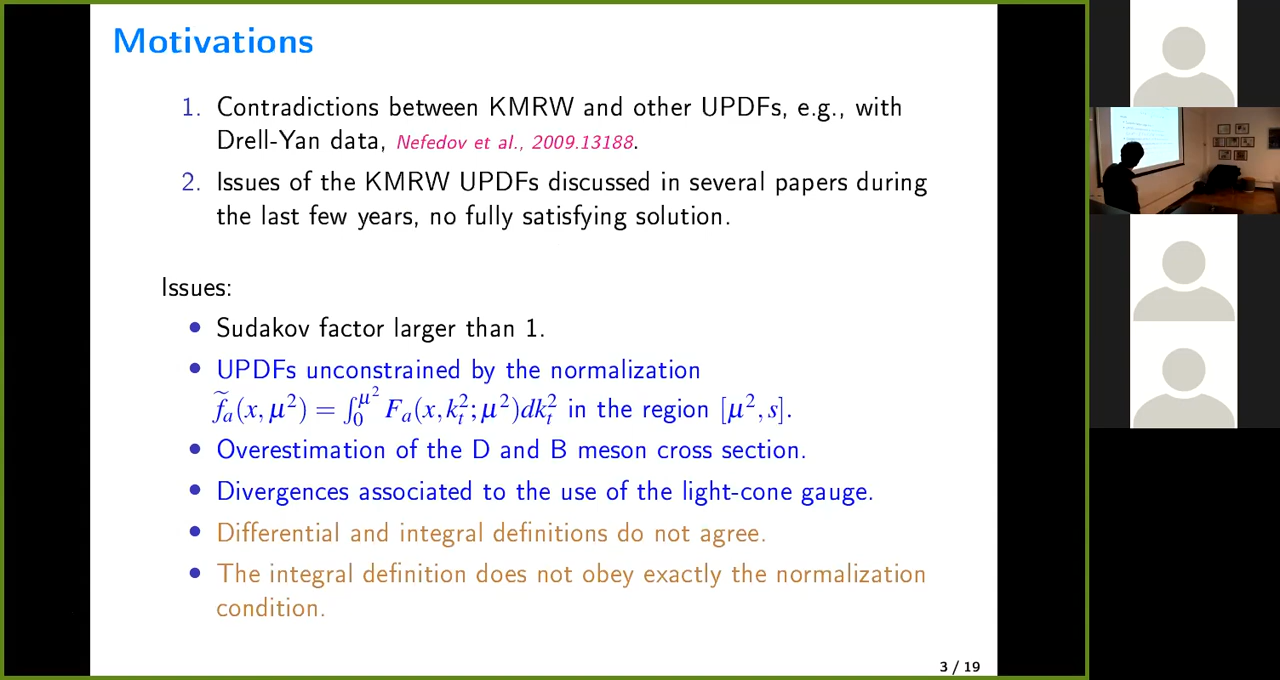 Motivations
1. Contradictions between KMRW and other UPDFs, e.g., with
Drell-Yan data, Nefedov et al., 2009.13188.
2. Issues of the KMRW UPDFs discussed in several papers during
the last few years, no fully satisfying solution.
Issues:
• Sudakov factor larger than 1.
• UPDFs unconstrained by the normalization
f̃ₐ(x,μ²) = ∫₀^μ² Fₐ(x,kₜ²;μ²)dkₜ² in the region [μ²,s].
• Overestimation of the D and B meson cross section.
• Divergences associated to the use of the light-cone gauge.
• Differential and integral definitions do not agree.
• The integral definition does not obey exactly the normalization
condition.
3 / 19